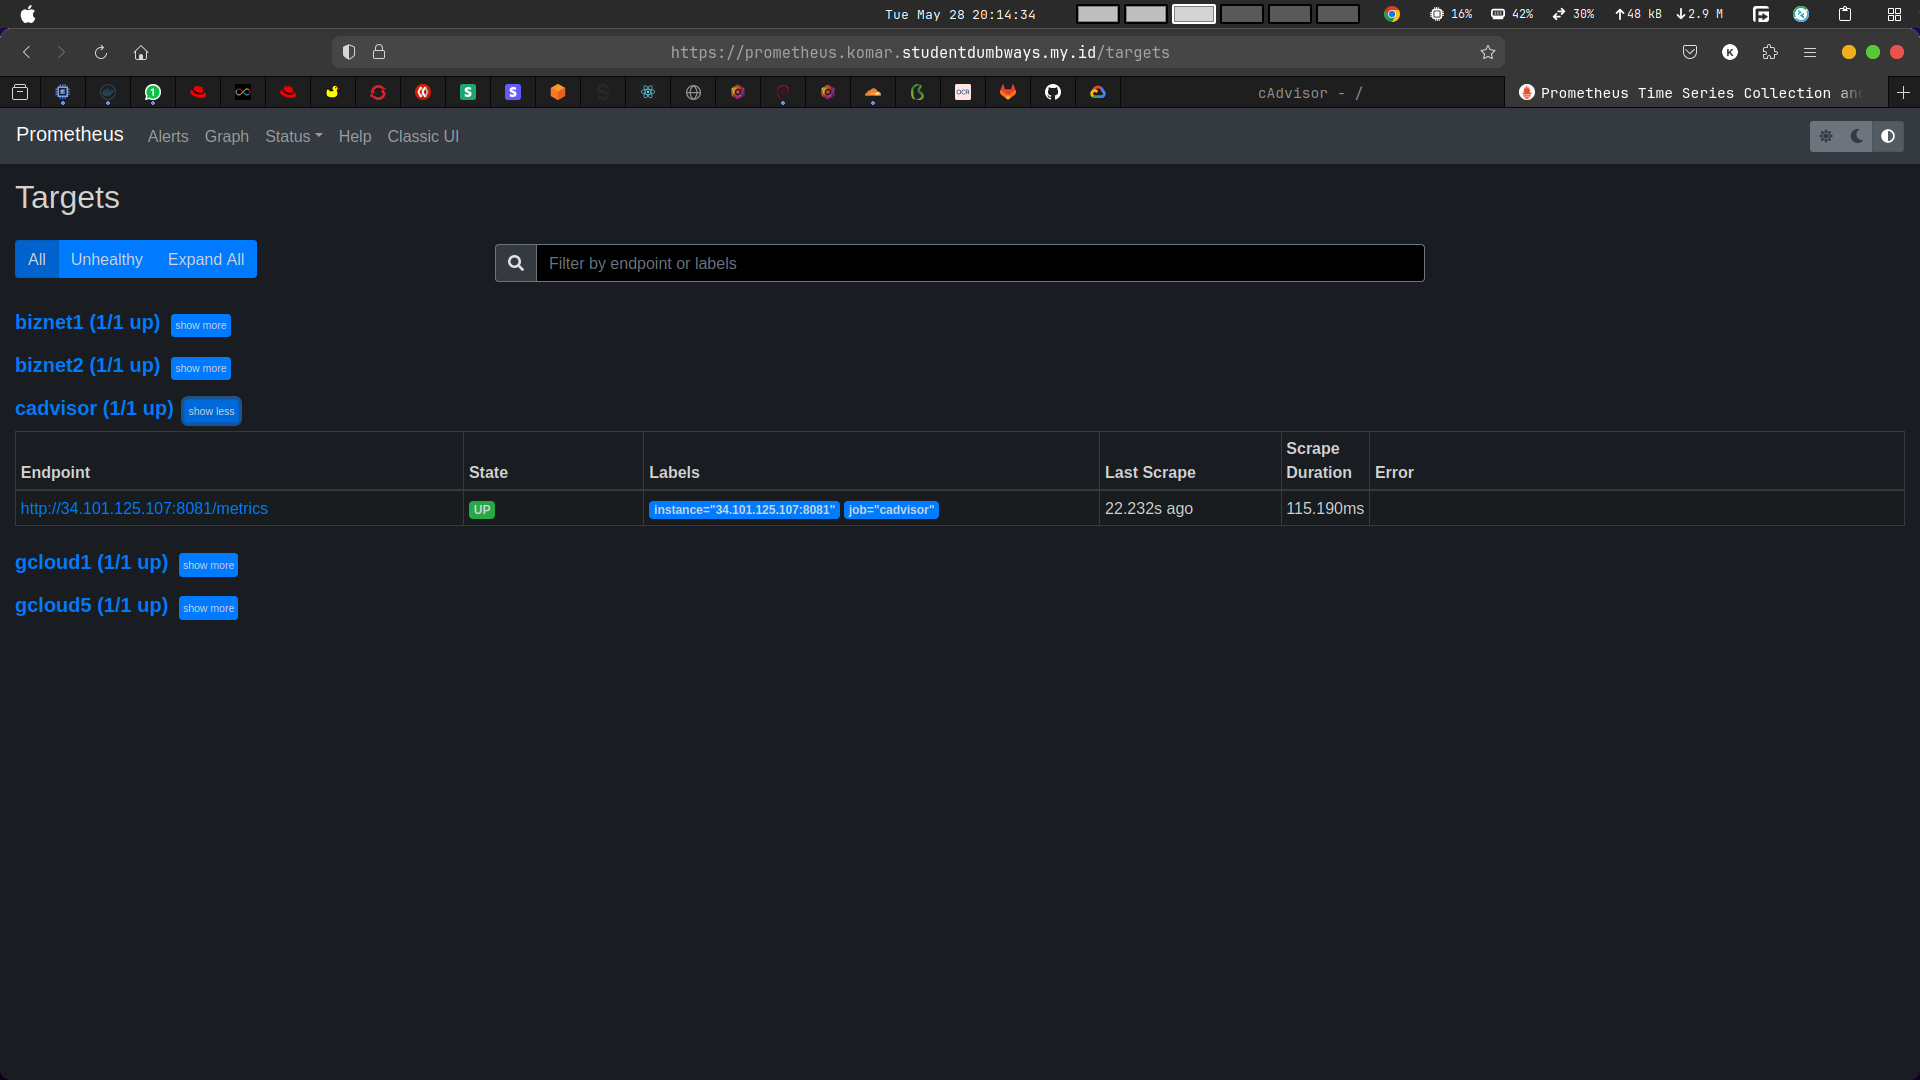 Tue May 28 20:14:34
16% 42% 30% 48 kB 2.9 M
https://prometheus.komar.studentdumbways.my.id/targets
K
1 S S S OCR
cAdvisor - /
Prometheus Time Series Collection and
Prometheus Alerts Graph Status Help Classic UI
Targets
All Unhealthy Expand All
Filter by endpoint or labels
biznet1 (1/1 up) show more
biznet2 (1/1 up) show more
cadvisor (1/1 up) show less
Endpoint State Labels Last Scrape Scrape Duration Error
http://34.101.125.107:8081/metrics UP instance="34.101.125.107:8081" job="cadvisor" 22.232s ago 115.190ms
gcloud1 (1/1 up) show more
gcloud5 (1/1 up) show more